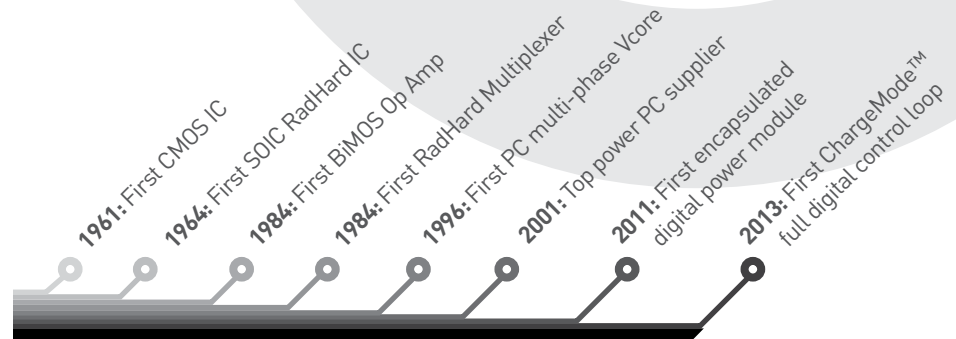 1961: First CMOS IC
1964: First SOIC RadHard IC
1984: First BiMOS Op Amp
1984: First RadHard Multiplexer
1996: First PC multi-phase Vcore
2001: Top power PC supplier
2011: First encapsulated
digital power module
2013: First ChargeMode™
full digital control loop